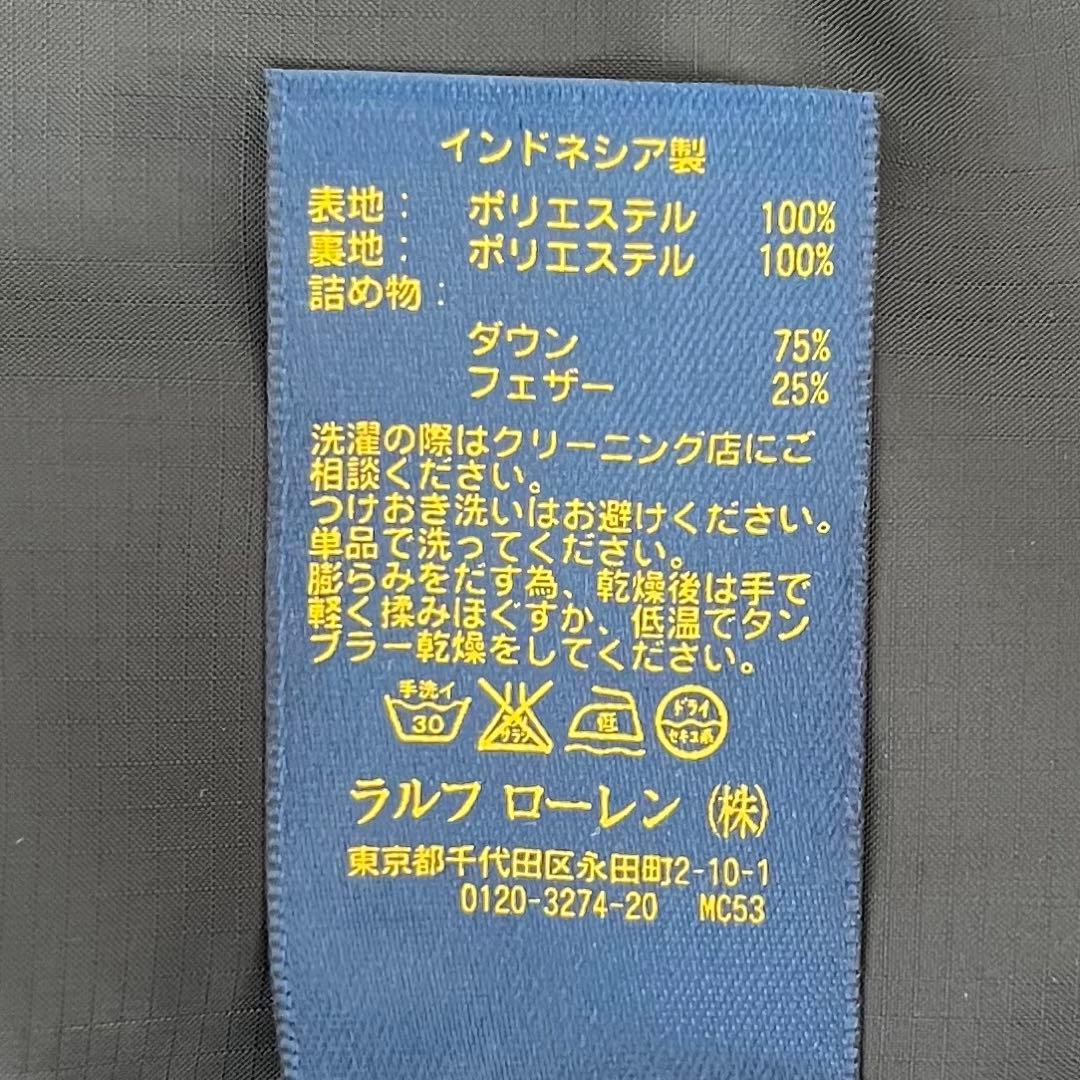 インドネシア製
表地： ポリエステル 100%
裏地： ポリエステル 100%
詰め物：
ダウン 75%
フェザー 25%
洗濯の際はクリーニング店にご
相談ください。
つけおき洗いはお避けください。
単品で洗ってください。
膨らみをだす為、乾燥後は手で
軽く揉みほぐすか、低温でタン
ブラー乾燥をしてください。
手洗イ 30 サラシ 低 ドライ セキユ系
ラルフ ローレン (株)
東京都千代田区永田町2-10-1
0120-3274-20 MC53